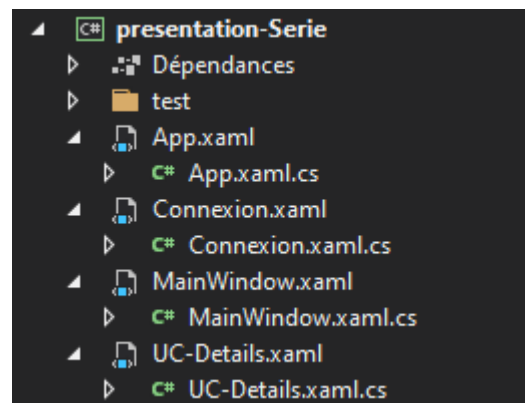 C# presentation-Serie
Dépendances
test
App.xaml
C# App.xaml.cs
Connexion.xaml
C# Connexion.xaml.cs
MainWindow.xaml
C# MainWindow.xaml.cs
UC-Details.xaml
C# UC-Details.xaml.cs